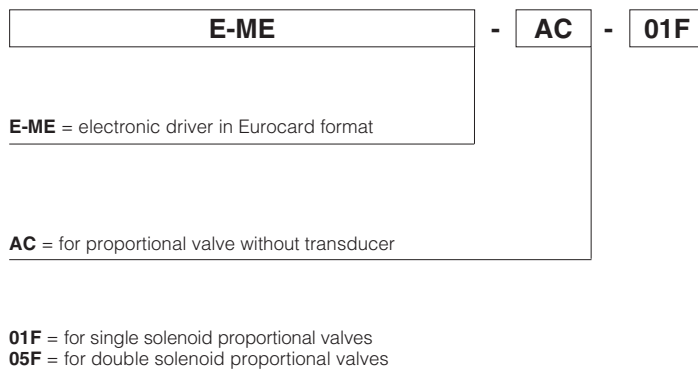 E-ME - AC - 01F
E-ME = electronic driver in Eurocard format
AC = for proportional valve without transducer
01F = for single solenoid proportional valves
05F = for double solenoid proportional valves